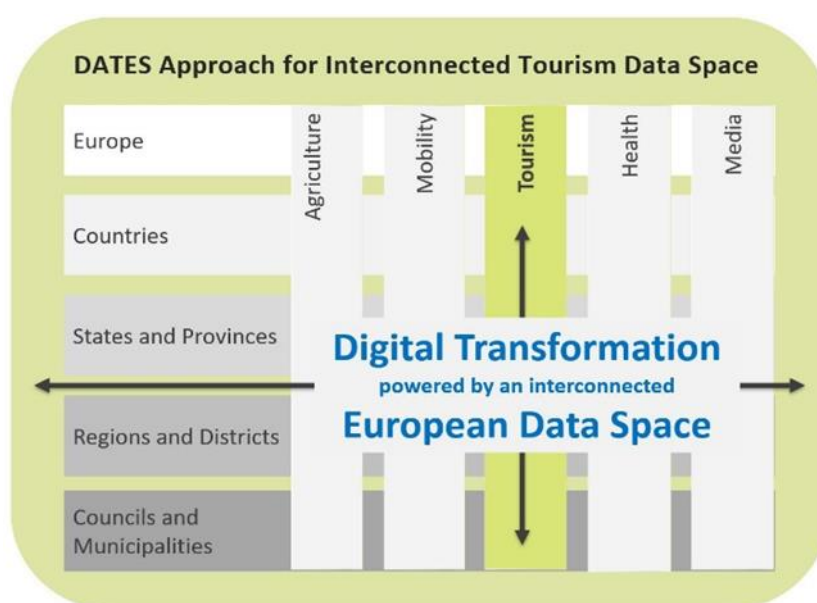 DATES Approach for Interconnected Tourism Data Space
Europe
Agriculture
Mobility
Tourism
Health
Media
Countries
States and Provinces
Digital Transformation
powered by an interconnected
European Data Space
Regions and Districts
Councils and
Municipalities